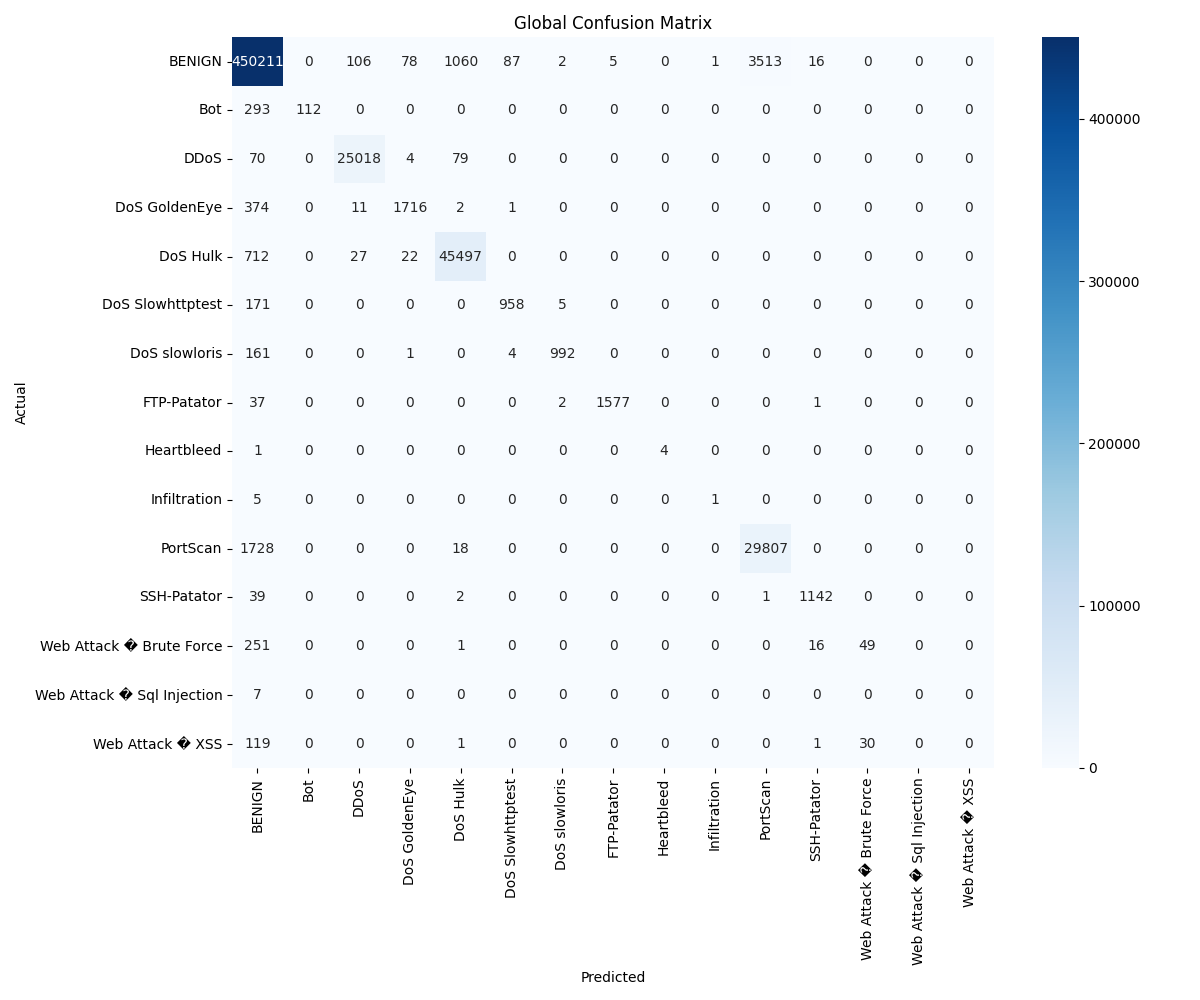 Global Confusion Matrix
BENIGN 450211 0 106 78 1060 87 2 5 0 1 3513 16 0 0 0
Bot 293 112 0 0 0 0 0 0 0 0 0 0 0 0 0
DDoS 70 0 25018 4 79 0 0 0 0 0 0 0 0 0 0
DoS GoldenEye 374 0 11 1716 2 1 0 0 0 0 0 0 0 0 0
DoS Hulk 712 0 27 22 45497 0 0 0 0 0 0 0 0 0 0
DoS Slowhttptest 171 0 0 0 0 958 5 0 0 0 0 0 0 0 0
DoS slowloris 161 0 0 1 0 4 992 0 0 0 0 0 0 0 0
FTP-Patator 37 0 0 0 0 0 2 1577 0 0 0 1 0 0 0
Heartbleed 1 0 0 0 0 0 0 0 4 0 0 0 0 0 0
Infiltration 5 0 0 0 0 0 0 0 0 1 0 0 0 0 0
PortScan 1728 0 0 0 18 0 0 0 0 0 29807 0 0 0 0
SSH-Patator 39 0 0 0 2 0 0 0 0 0 1 1142 0 0 0
Web Attack � Brute Force 251 0 0 0 1 0 0 0 0 0 0 16 49 0 0
Web Attack � Sql Injection 7 0 0 0 0 0 0 0 0 0 0 0 0 0 0
Web Attack � XSS 119 0 0 0 1 0 0 0 0 0 0 1 30 0 0
Actual
BENIGN
Bot
DDoS
DoS GoldenEye
DoS Hulk
DoS Slowhttptest
DoS slowloris
FTP-Patator
Heartbleed
Infiltration
PortScan
SSH-Patator
Web Attack � Brute Force
Web Attack � Sql Injection
Web Attack � XSS
Predicted
400000
300000
200000
100000
0